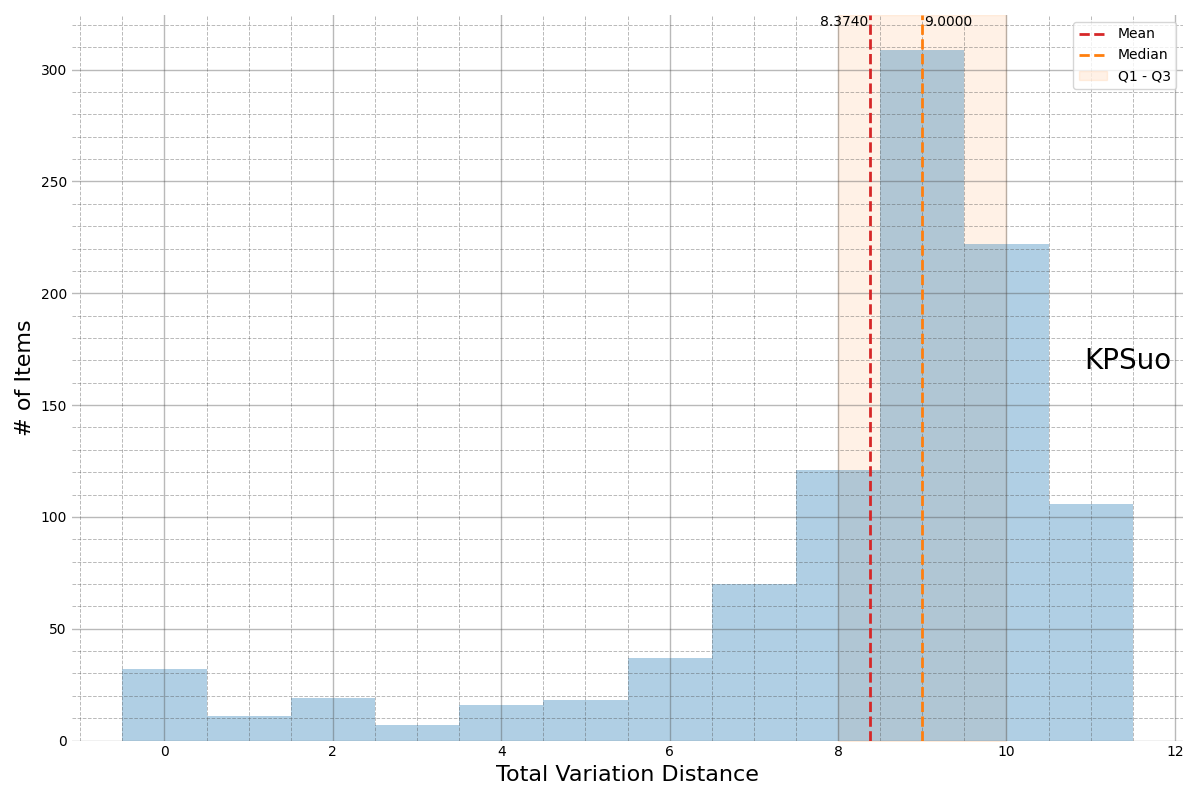 8.3740
9.0000
Mean
Median
Q1 - Q3
300
250
200
150
100
50
0
# of Items
KPSuo
0
2
4
6
8
10
12
Total Variation Distance